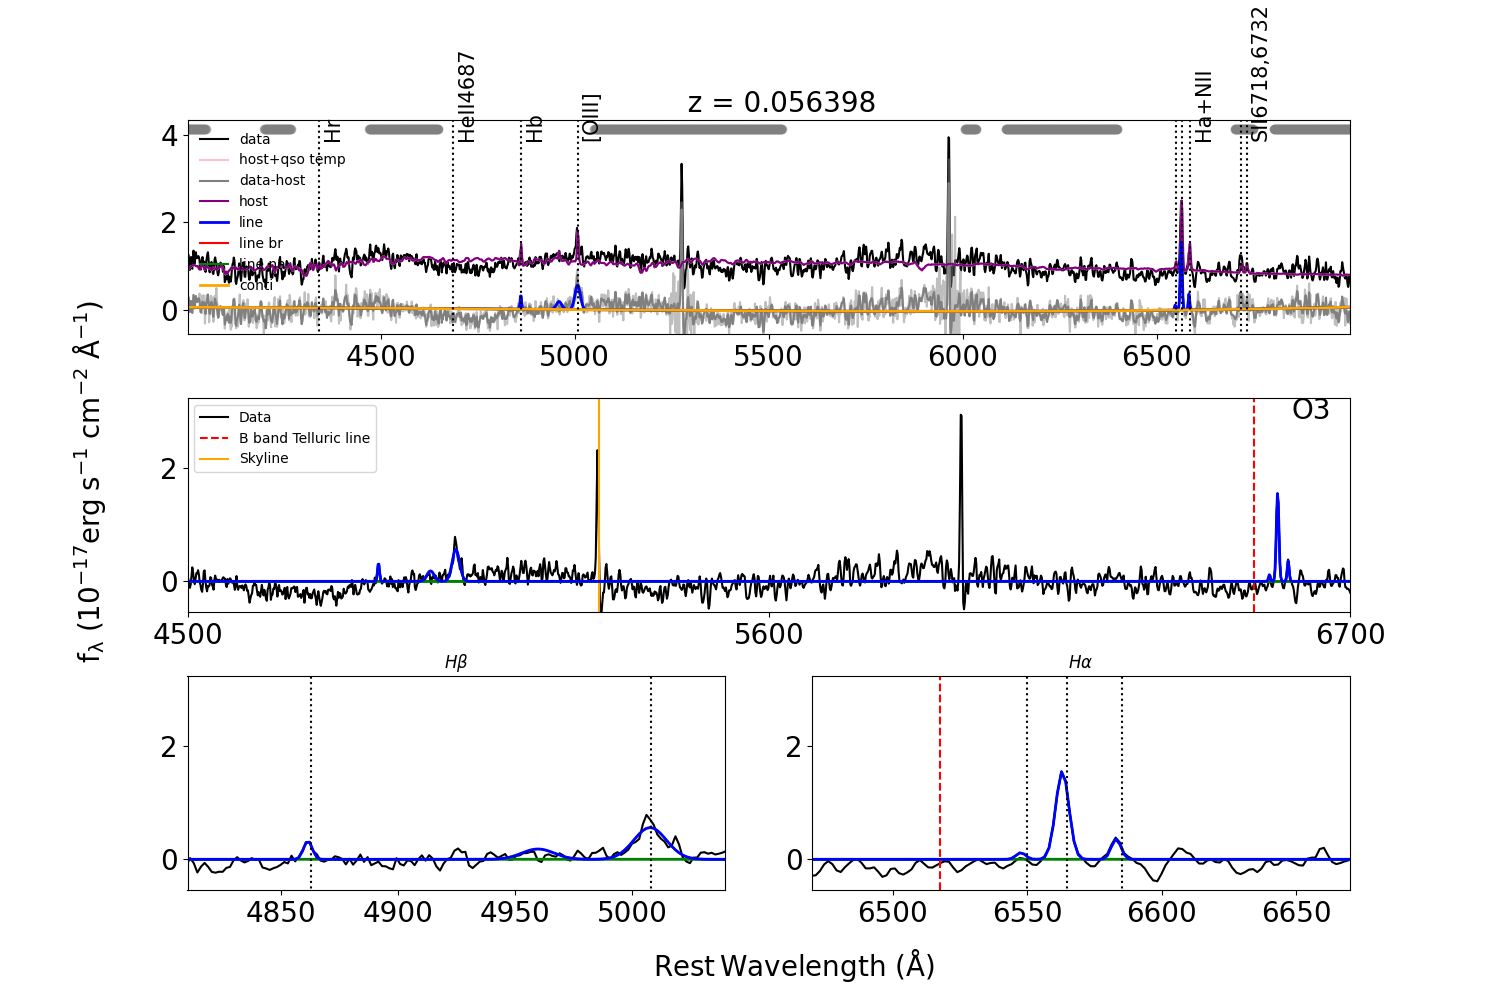 z = 0.056398
Hr
HeII4687
Hb
[OIII]
Ha+NII
SII6718,6732
data
host+qso temp
data-host
host
line
line br
line na
conti
4
2
0
4500
5000
5500
6000
6500
fλ (10⁻¹⁷erg s⁻¹ cm⁻² Å⁻¹)
O3
Data
B band Telluric line
Skyline
2
0
4500
5600
6700
Hβ
2
0
4850
4900
4950
5000
Hα
2
0
6500
6550
6600
6650
Rest Wavelength (Å)